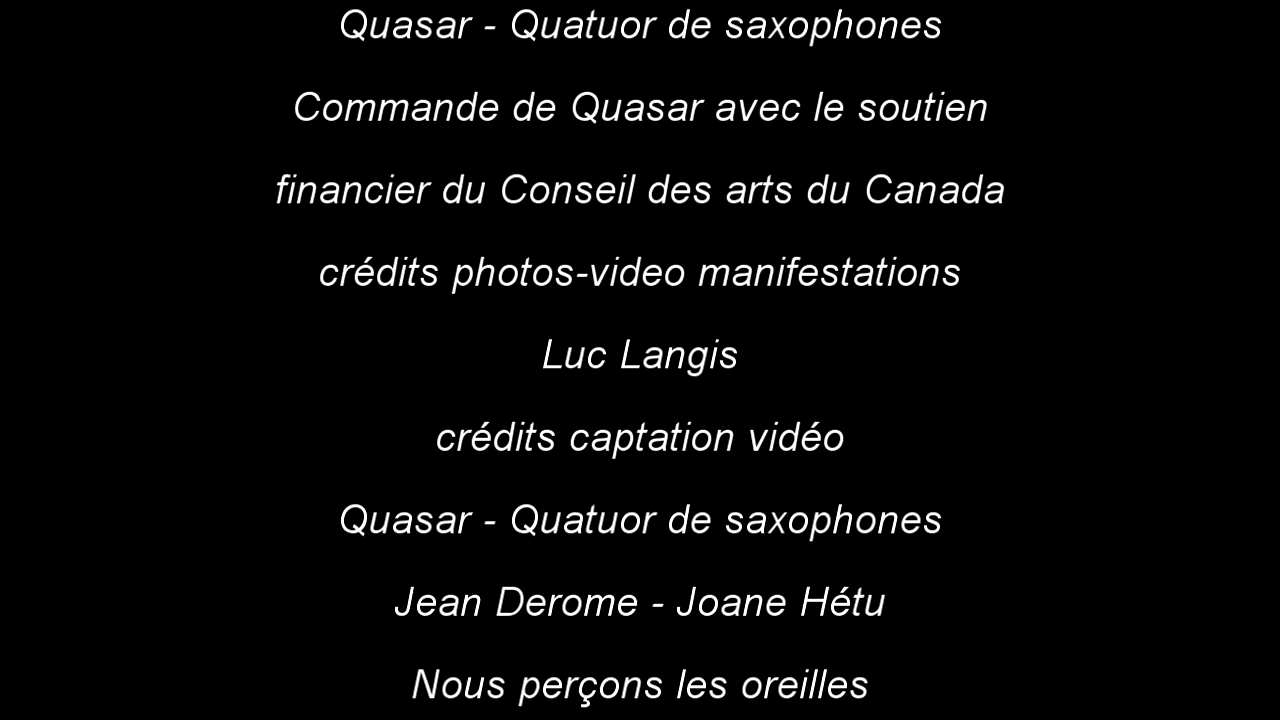 Quasar - Quatuor de saxophones
Commande de Quasar avec le soutien
financier du Conseil des arts du Canada
crédits photos-video manifestations
Luc Langis
crédits captation vidéo
Quasar - Quatuor de saxophones
Jean Derome - Joane Hétu
Nous perçons les oreilles